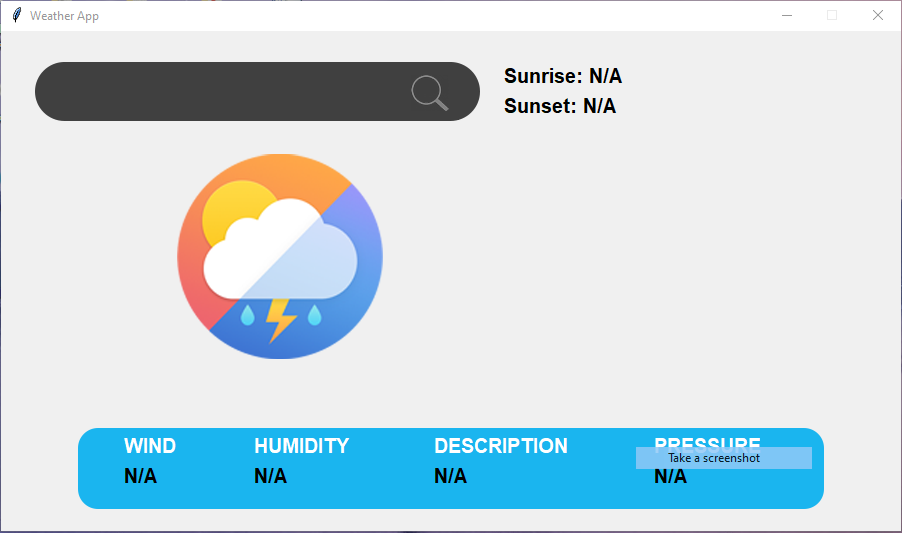 Weather App
Sunrise: N/A
Sunset: N/A
WIND HUMIDITY DESCRIPTION PRESSURE
Take a screenshot
N/A N/A N/A N/A